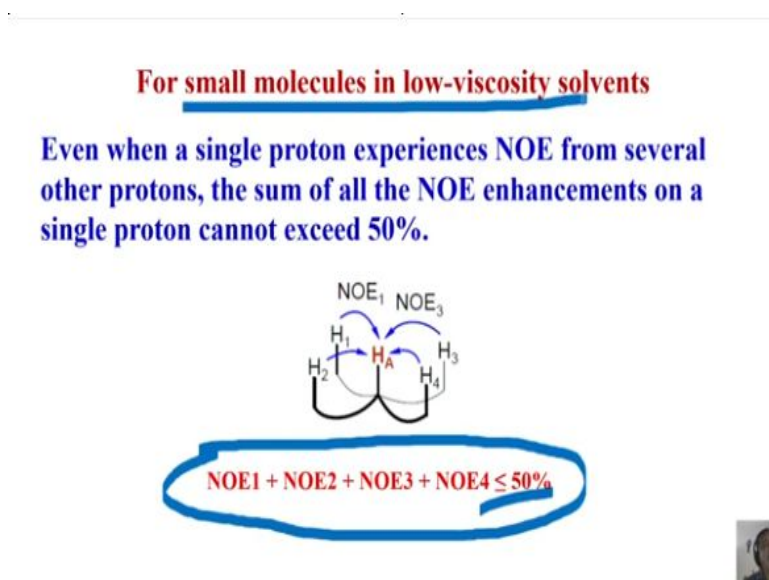 For small molecules in low-viscosity solvents
Even when a single proton experiences NOE from several
other protons, the sum of all the NOE enhancements on a
single proton cannot exceed 50%.
NOE₁ NOE₃
H₁
H₂ H_A H₃
H₄
NOE1 + NOE2 + NOE3 + NOE4 ≤ 50%